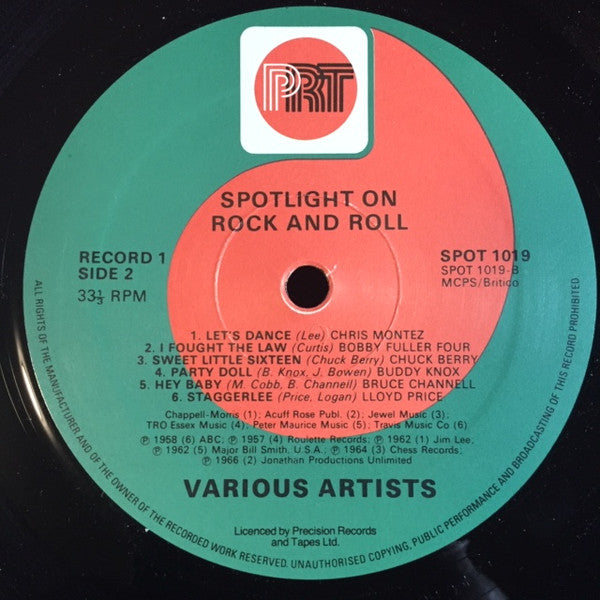 PRT
SPOTLIGHT ON
ROCK AND ROLL
RECORD 1
SIDE 2
33⅓ RPM
SPOT 1019
SPOT 1019-B
MCPS/Britico
1. LET'S DANCE (Lee) CHRIS MONTEZ
2. I FOUGHT THE LAW (Curtis) BOBBY FULLER FOUR
3. SWEET LITTLE SIXTEEN (Chuck Berry) CHUCK BERRY
4. PARTY DOLL (B. Knox, J. Bowen) BUDDY KNOX
5. HEY BABY (M. Cobb, B. Channell) BRUCE CHANNELL
6. STAGGERLEE (Price, Logan) LLOYD PRICE
Chappell-Morris (1); Acuff Rose Publ. (2); Jewel Music (3);
TRO Essex Music (4); Peter Maurice Music (5); Travis Music Co (6)
℗ 1958 (6) ABC; ℗ 1957 (4) Roulette Records; ℗ 1962 (1) Jim Lee;
℗ 1962 (5) Major Bill Smith. U.S.A.; ℗ 1964 (3) Chess Records;
℗ 1966 (2) Jonathan Productions Unlimited
VARIOUS ARTISTS
Licenced by Precision Records
and Tapes Ltd.
ALL RIGHTS OF THE MANUFACTURER AND OF THE OWNER OF THE RECORDED WORK RESERVED. UNAUTHORISED COPYING, PUBLIC PERFORMANCE AND BROADCASTING OF THIS RECORD PROHIBITED.